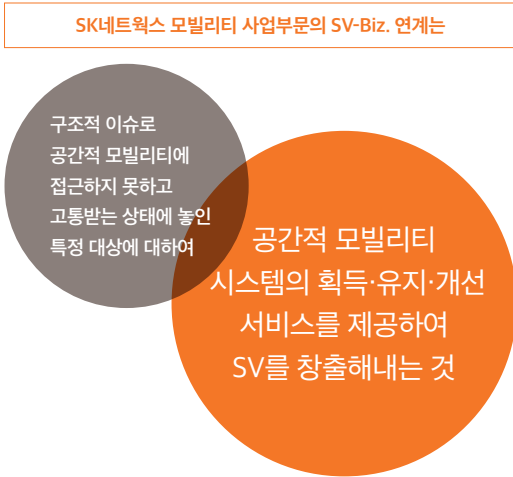 SK네트웍스 모빌리티 사업부문의 SV-Biz. 연계는
구조적 이슈로
공간적 모빌리티에
접근하지 못하고
고통받는 상태에 놓인
특정 대상에 대하여
공간적 모빌리티
시스템의 획득·유지·개선
서비스를 제공하여
SV를 창출해내는 것